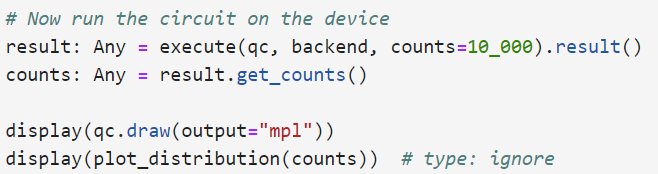 # Now run the circuit on the device
result: Any = execute(qc, backend, counts=10_000).result()
counts: Any = result.get_counts()
display(qc.draw(output="mpl"))
display(plot_distribution(counts))  # type: ignore